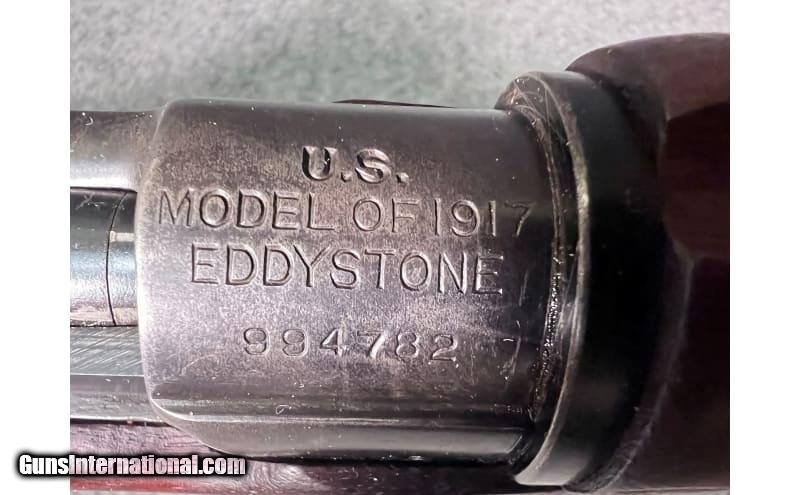 U.S.
MODEL OF 1917
EDDYSTONE
994782
GunsInternational.com